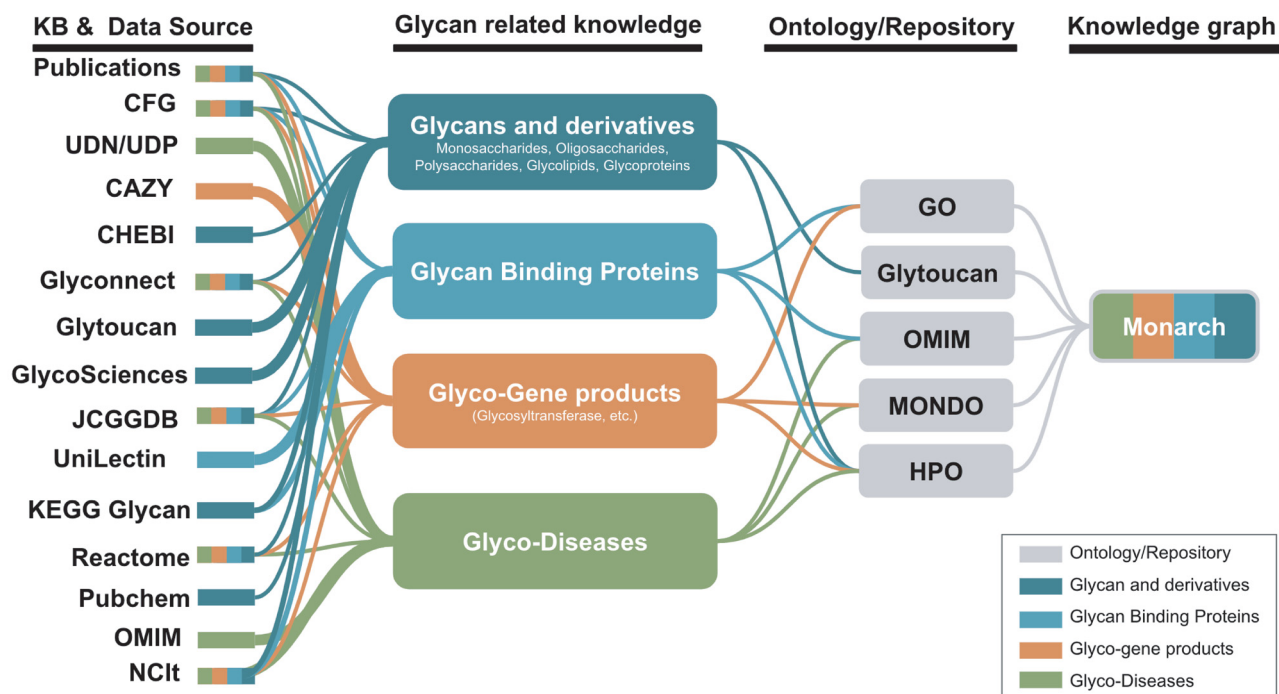 KB & Data Source
Glycan related knowledge
Ontology/Repository
Knowledge graph
Publications
CFG
UDN/UDP
CAZY
CHEBI
Glyconnect
Glytoucan
GlycoSciences
JCGGDB
UniLectin
KEGG Glycan
Reactome
Pubchem
OMIM
NCIt
Glycans and derivatives
Monosaccharides, Oligosaccharides,
Polysaccharides, Glycolipids, Glycoproteins
Glycan Binding Proteins
Glyco-Gene products
(Glycosyltransferase, etc.)
Glyco-Diseases
GO
Glytoucan
OMIM
MONDO
HPO
Monarch
Ontology/Repository
Glycan and derivatives
Glycan Binding Proteins
Glyco-gene products
Glyco-Diseases